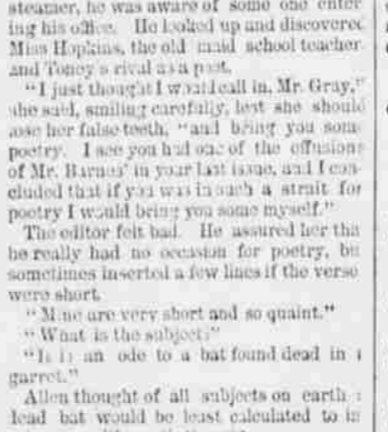 steamer, he was aware of some one enter
ing his office. He looked up and discovered
Miss Hopkins, the old maid school teacher
and Toney's rival as a poet.
"I just thought I would call in, Mr. Gray,"
she said, smiling carefully, lest she should
lose her false teeth, "and bring you some
poetry. I see you had one of the effusions
of Mr. Barnes' in your last issue, and I con-
cluded that if you was in such a strait for
poetry I would bring you some myself."
The editor felt bad. He assured her tha
he really had no occasion for poetry, bu
sometimes inserted a few lines if the verse
were short.
"Mine are very short and so quaint."
"What is the subject?"
"It is an ode to a bat found dead in
garret."
Allen thought of all subjects on earth
lead bat would be least calculated to in